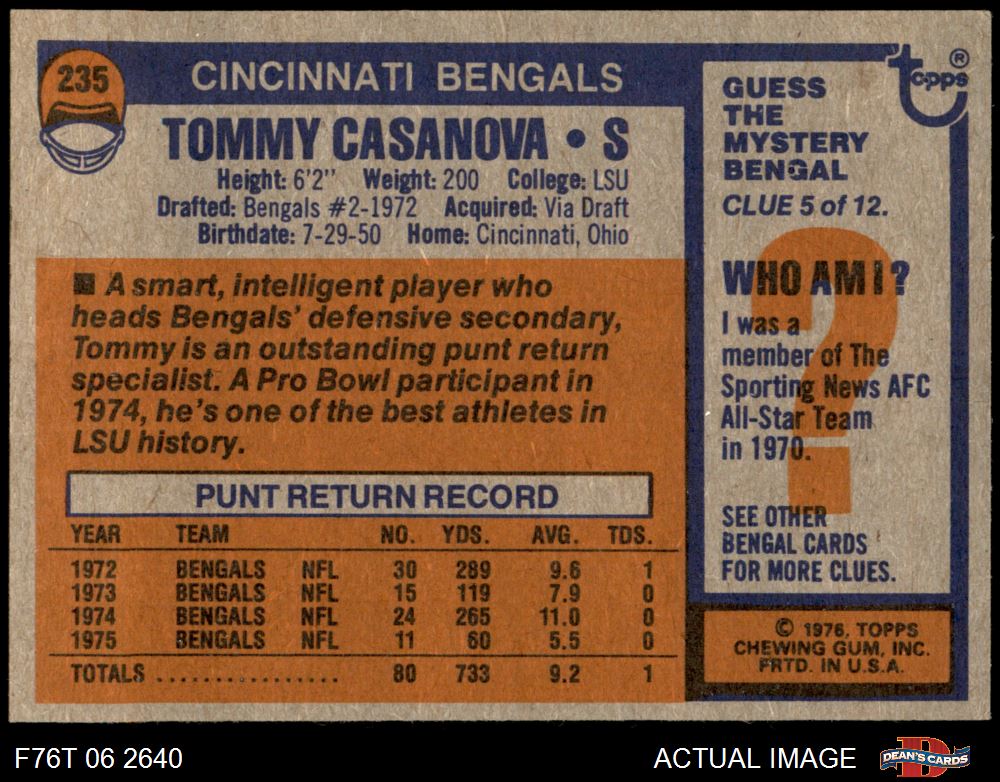 235
CINCINNATI BENGALS
TOMMY CASANOVA • S
Height: 6'2" Weight: 200 College: LSU
Drafted: Bengals #2-1972 Acquired: Via Draft
Birthdate: 7-29-50 Home: Cincinnati, Ohio
■ A smart, intelligent player who
heads Bengals' defensive secondary,
Tommy is an outstanding punt return
specialist. A Pro Bowl participant in
1974, he's one of the best athletes in
LSU history.
PUNT RETURN RECORD
YEAR TEAM NO. YDS. AVG. TDS.
1972 BENGALS NFL 30 289 9.6 1
1973 BENGALS NFL 15 119 7.9 0
1974 BENGALS NFL 24 265 11.0 0
1975 BENGALS NFL 11 60 5.5 0
TOTALS ................ 80 733 9.2 1
topps ®
GUESS
THE
MYSTERY
BENGAL
CLUE 5 of 12.
WHO AM I?
I was a
member of The
Sporting News AFC
All-Star Team
in 1970.
SEE OTHER
BENGAL CARDS
FOR MORE CLUES.
© 1976, TOPPS
CHEWING GUM, INC.
PRTD. IN U.S.A.
F76T 06 2640
ACTUAL IMAGE
DEAN'S CARDS